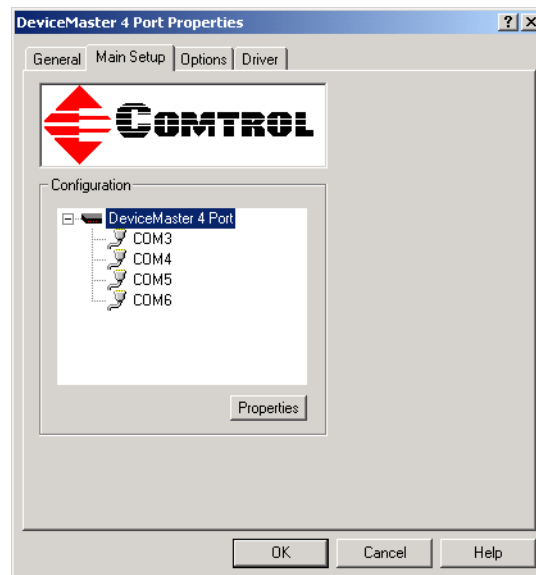 DeviceMaster 4 Port Properties
General Main Setup Options Driver
COMTROL
Configuration
DeviceMaster 4 Port
COM3
COM4
COM5
COM6
Properties
OK Cancel Help